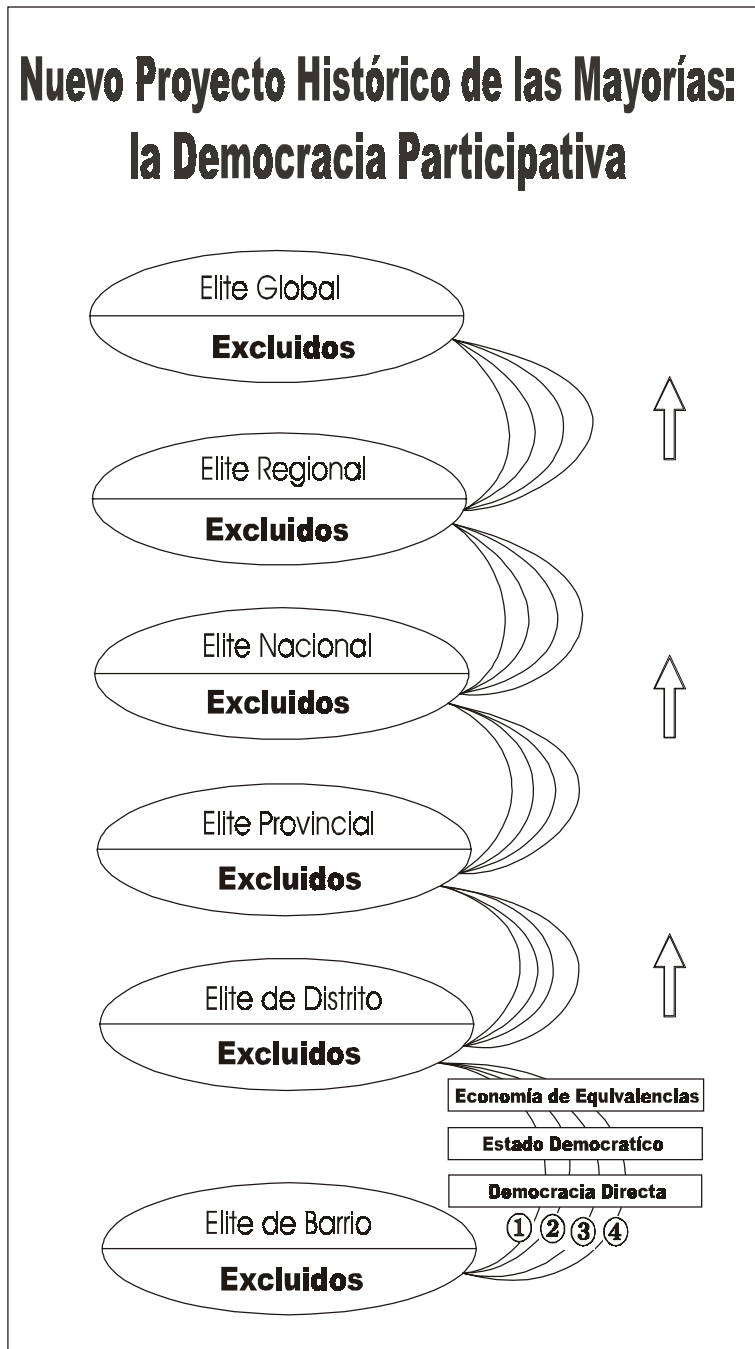 Nuevo Proyecto Histórico de las Mayorías:
la Democracia Participativa
Elite Global
Excluidos
Elite Regional
Excluidos
Elite Nacional
Excluidos
Elite Provincial
Excluidos
Elite de Distrito
Excluidos
Economía de Equivalencias
Estado Democratíco
Democracia Directa
1 2 3 4
Elite de Barrio
Excluidos